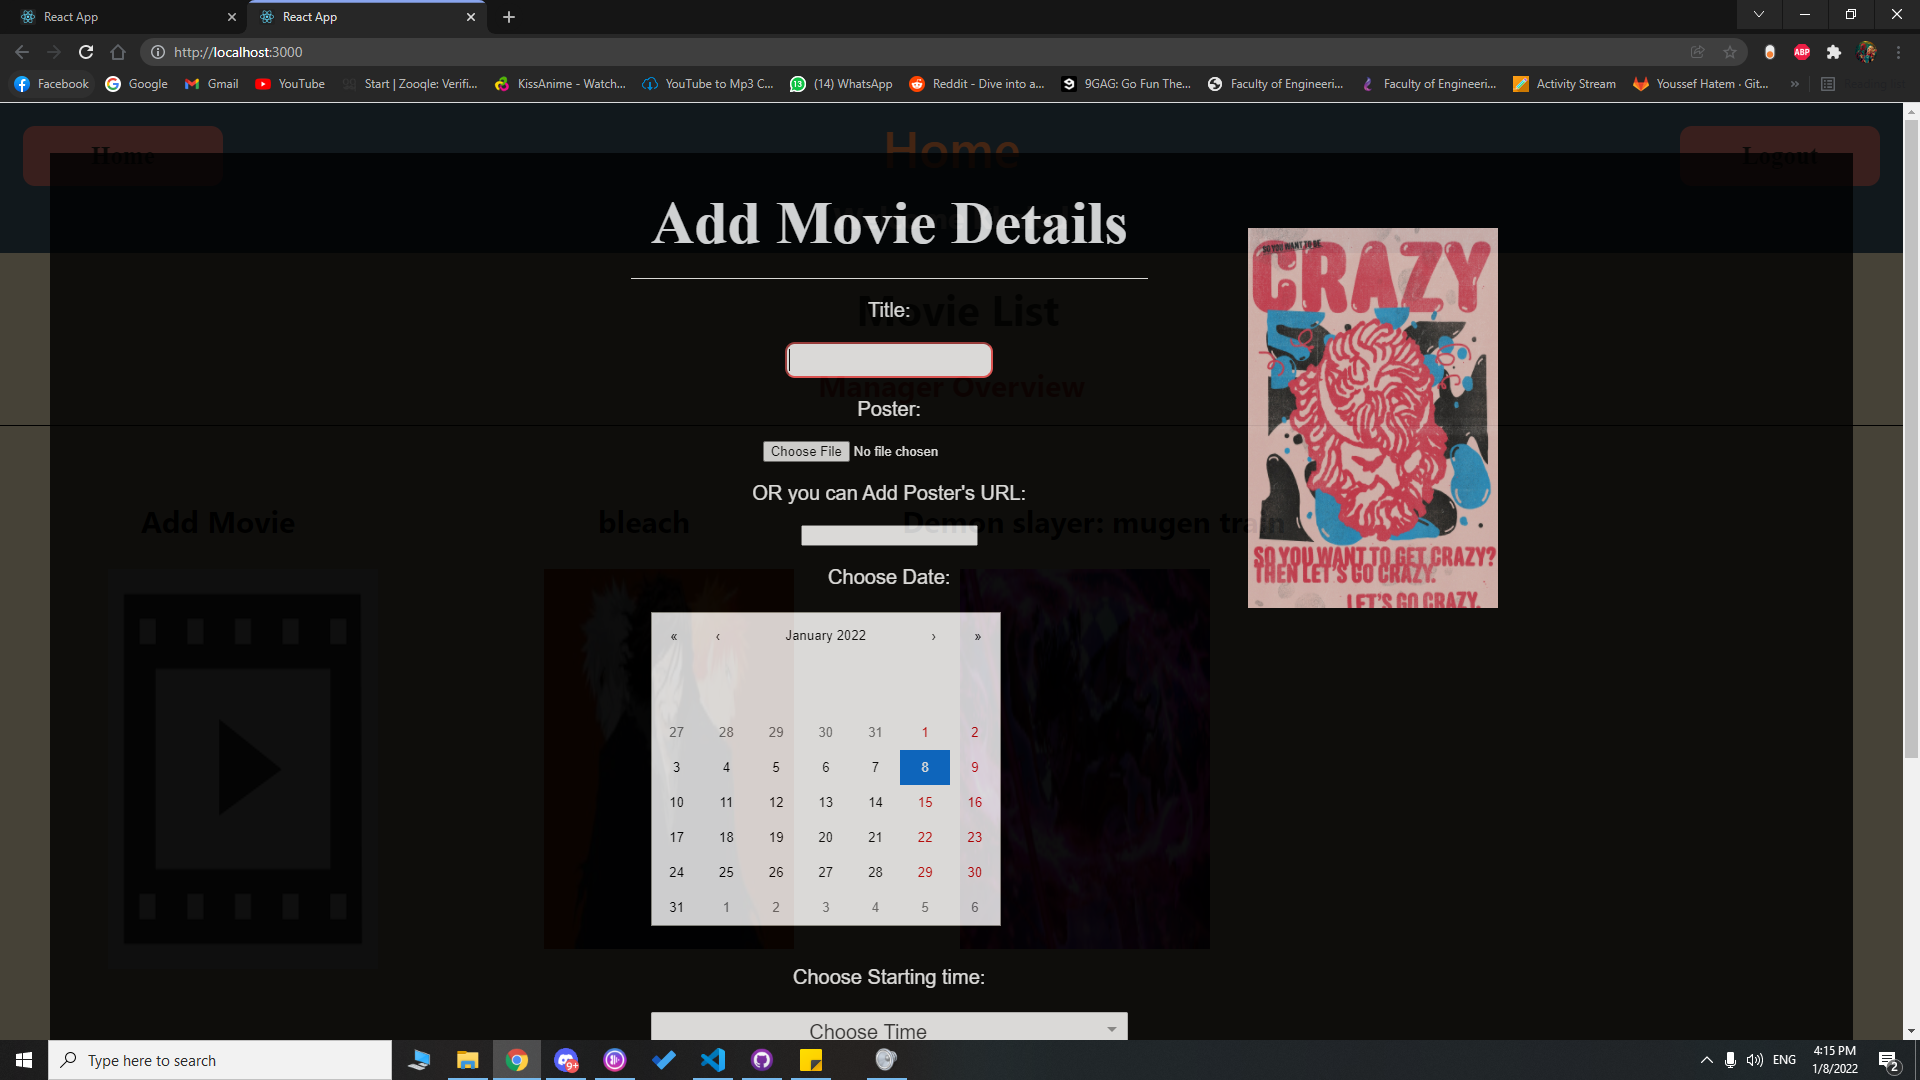 React App
React App
http://localhost:3000
ABP
Facebook
Google
Gmail
YouTube
Start | Zooqle: Verifi...
KissAnime - Watch...
YouTube to Mp3 C...
(14) WhatsApp
Reddit - Dive into a...
9GAG: Go Fun The...
Faculty of Engineeri...
Faculty of Engineeri...
Activity Stream
Youssef Hatem · Git...
Home
Home
Logout
Add Movie Details
Movie List
Title:
Manager Overview
Poster:
Choose File No file chosen
OR you can Add Poster's URL:
Add Movie
bleach
Demon slayer: mugen train
Choose Date:
« ‹ January 2022 › »
27 28 29 30 31 1 2
3 4 5 6 7 8 9
10 11 12 13 14 15 16
17 18 19 20 21 22 23
24 25 26 27 28 29 30
31 1 2 3 4 5 6
Choose Starting time:
Choose Time
SO YOU WANT TO BE
CRAZY
SO YOU WANT TO GET CRAZY?
THEN LET'S GO CRAZY.
LET'S GO CRAZY.
Type here to search
9+
ENG
4:15 PM
1/8/2022
2